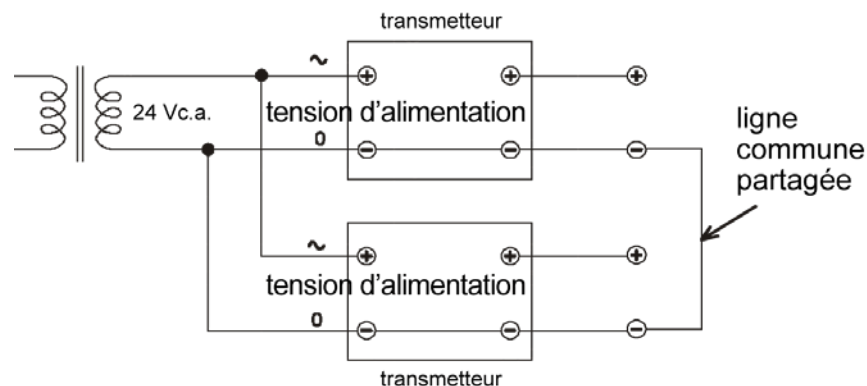 transmetteur
~ + + +
24 Vc.a.
tension d'alimentation
0 - - -
ligne
commune
partagée
~ + + +
tension d'alimentation
0 - - -
transmetteur